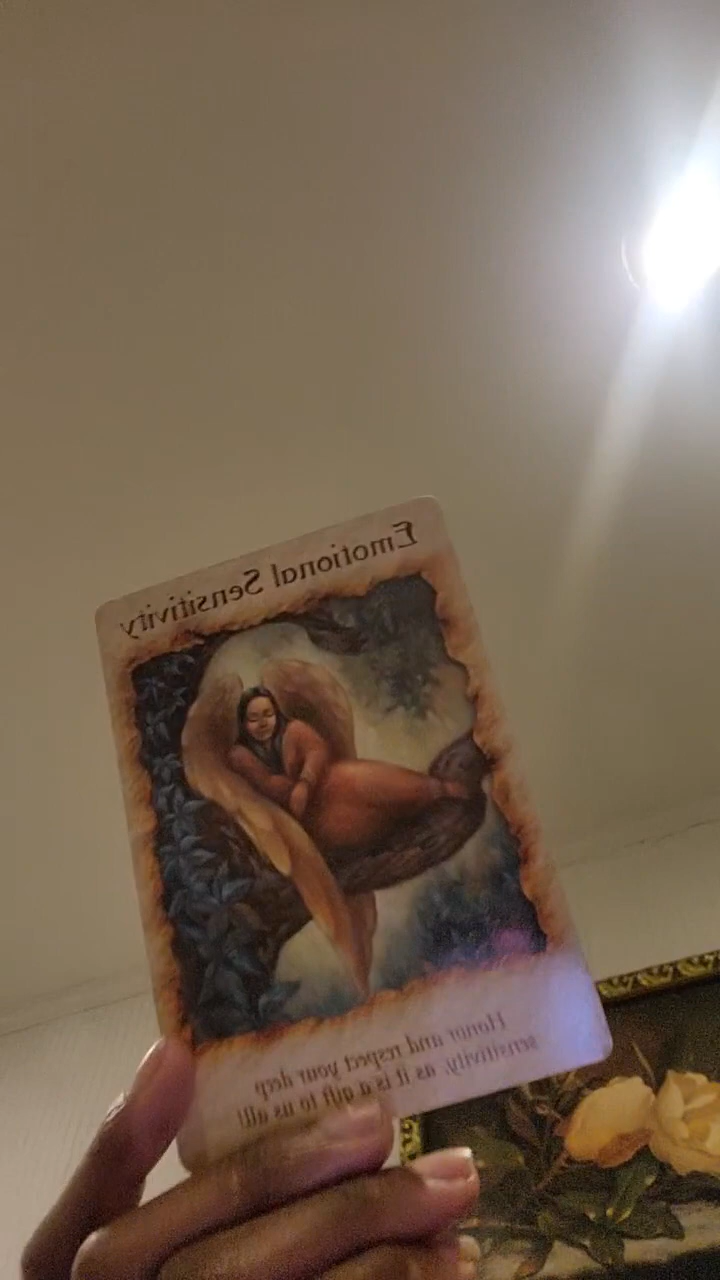 Emotional Sensitivity
Honor and respect your deep
sensitivity, as it is a gift to us all!